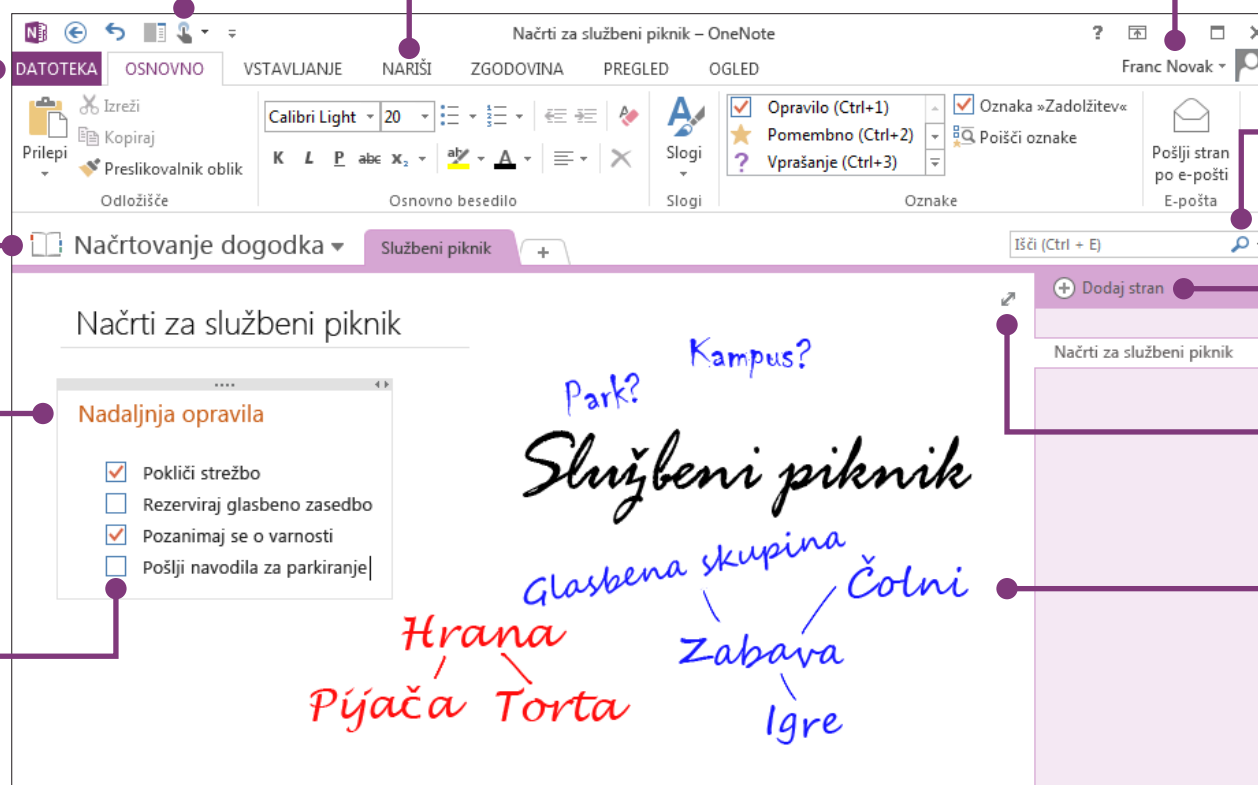 Načrti za službeni piknik – OneNote
?
DATOTEKA OSNOVNO VSTAVLJANJE NARIŠI ZGODOVINA PREGLED OGLED Franc Novak
Prilepi
Izreži
Kopiraj
Preslikovalnik oblik
Odložišče
Calibri Light 20
K L P abc X₂ aby A
Osnovno besedilo
Slogi
Slogi
Opravilo (Ctrl+1)
Pomembno (Ctrl+2)
? Vprašanje (Ctrl+3)
Oznaka »Zadolžitev«
Poišči oznake
Oznake
Pošlji stran
po e-pošti
E-pošta
Načrtovanje dogodka Službeni piknik + Išči (Ctrl + E)
Dodaj stran
Načrti za službeni piknik
Načrti za službeni piknik
Nadaljnja opravila
Pokliči strežbo
Rezerviraj glasbeno zasedbo
Pozanimaj se o varnosti
Pošlji navodila za parkiranje
Kampus?
Park?
Službeni piknik
Glasbena skupina
Čolni
Zabava
Igre
Hrana
Pijača Torta